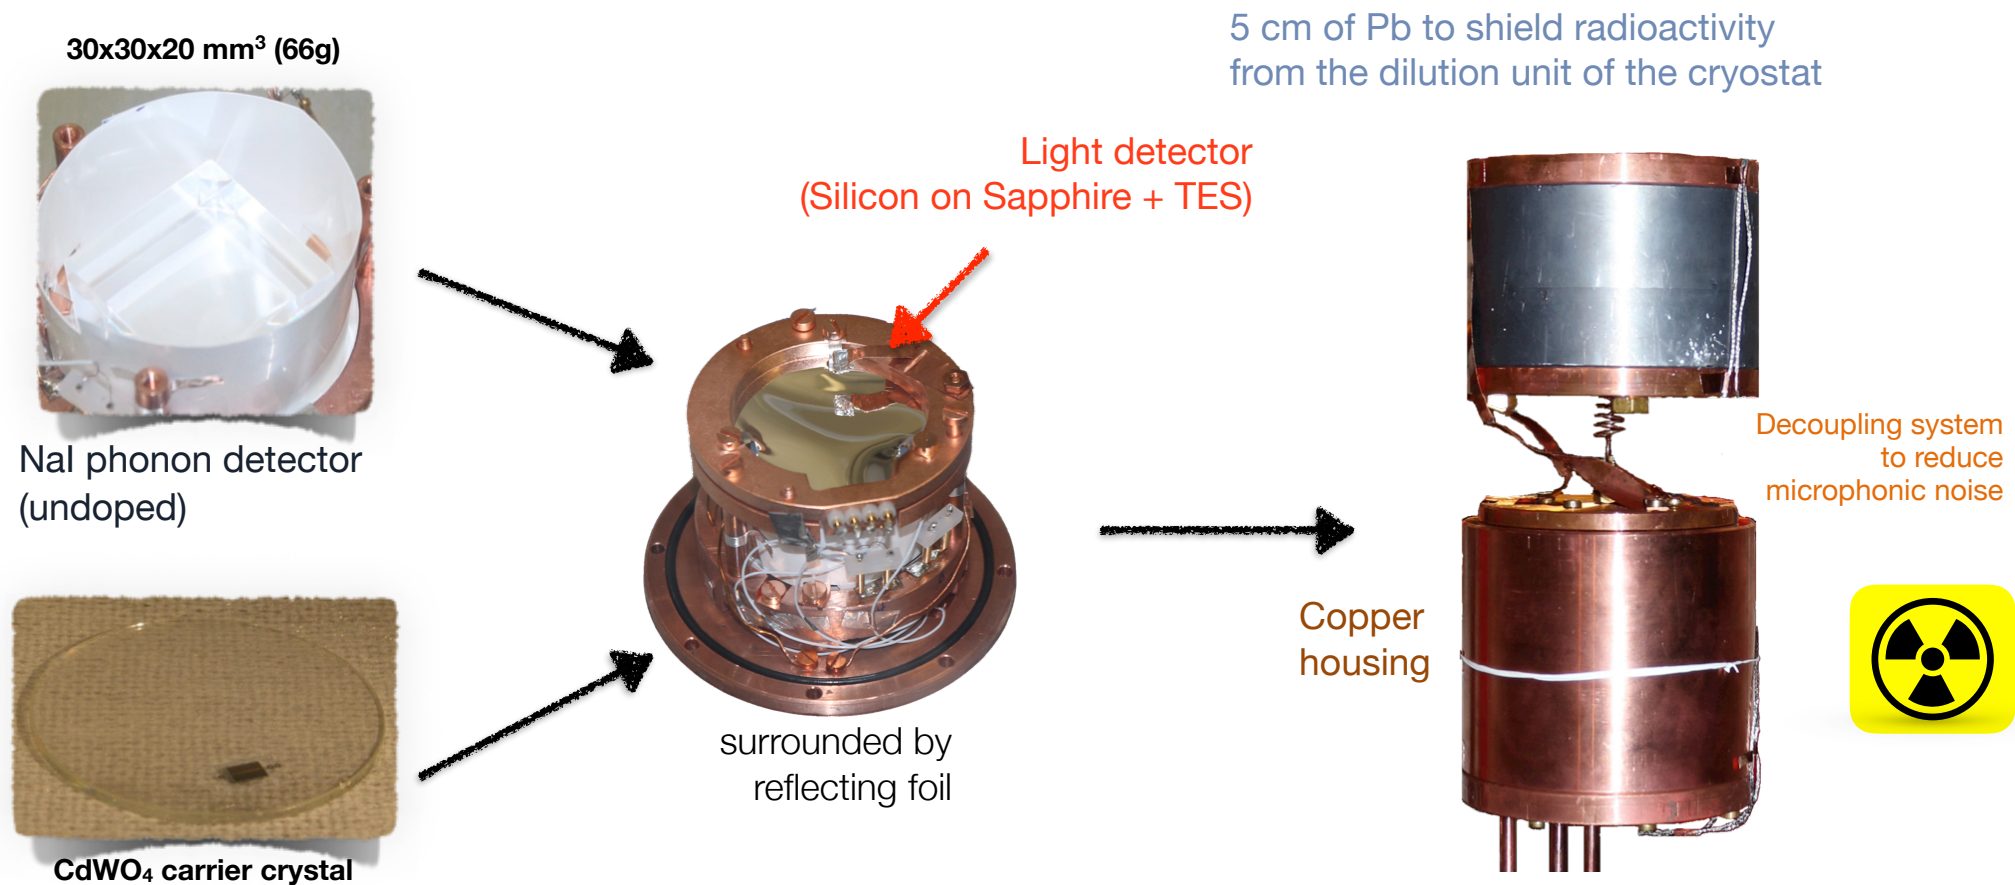 30x30x20 mm³ (66g)
5 cm of Pb to shield radioactivity
from the dilution unit of the cryostat
Light detector
(Silicon on Sapphire + TES)
NaI phonon detector
(undoped)
Decoupling system
to reduce
microphonic noise
Copper
housing
surrounded by
reflecting foil
CdWO₄ carrier crystal